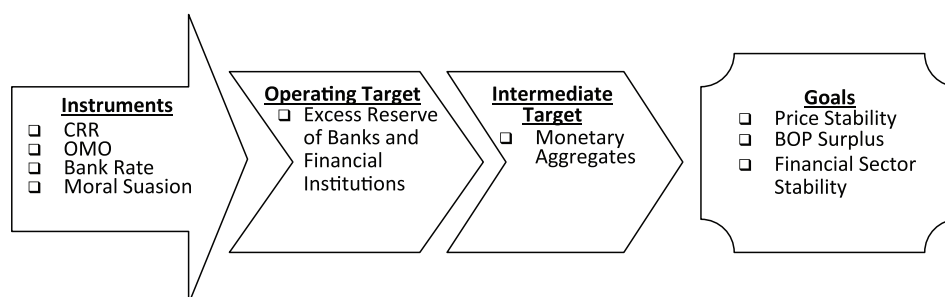 Instruments
❑ CRR
❑ OMO
❑ Bank Rate
❑ Moral Suasion
Operating Target
❑ Excess Reserve
of Banks and
Financial
Institutions
Intermediate
Target
❑ Monetary
Aggregates
Goals
❑ Price Stability
❑ BOP Surplus
❑ Financial Sector
Stability